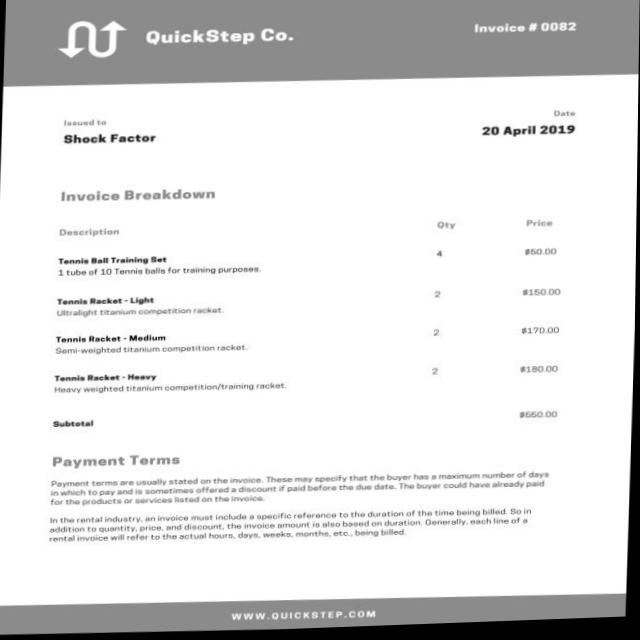 QuickStep Co.
Invoice # 0082
Issued to
Date
Shock Factor
20 April 2019
Invoice Breakdown
Description
Qty
Price
Tennis Ball Training Set
4
$50.00
1 tube of 10 Tennis balls for training purposes.
Tennis Racket - Light
2
$150.00
Ultralight titanium competition racket.
Tennis Racket - Medium
2
$170.00
Semi-weighted titanium competition racket.
Tennis Racket - Heavy
2
$180.00
Heavy weighted titanium competition/training racket.
Subtotal
$550.00
Payment Terms
Payment terms are usually stated on the invoice. These may specify that the buyer has a maximum number of days
in which to pay and is sometimes offered a discount if paid before the due date. The buyer could have already paid
for the products or services listed on the invoice.
In the rental industry, an invoice must include a specific reference to the duration of the time being billed. So in
addition to quantity, price, and discount, the invoice amount is also based on duration. Generally, each line of a
rental invoice will refer to the actual hours, days, weeks, months, etc., being billed.
WWW.QUICKSTEP.COM